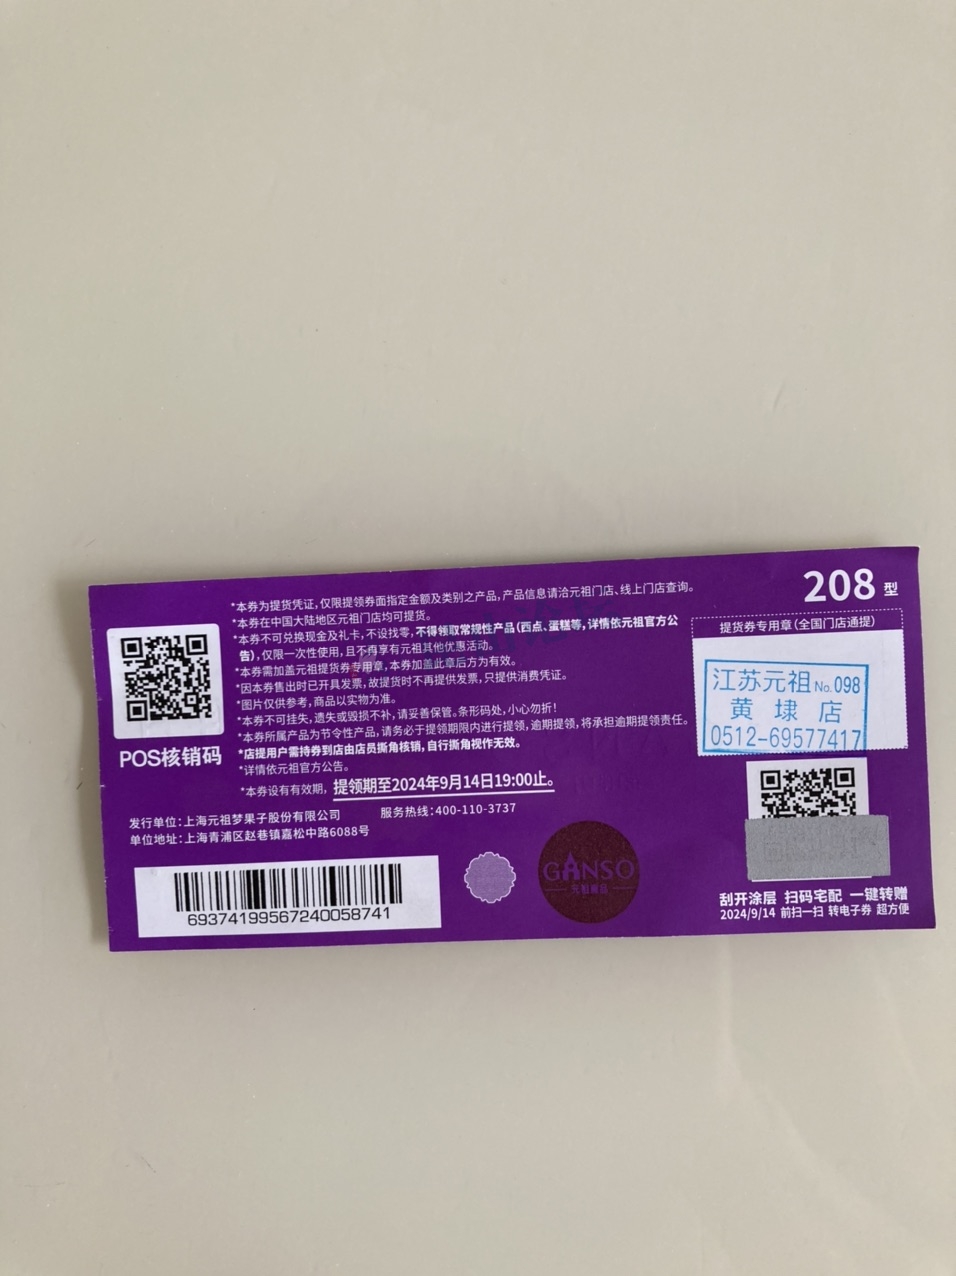 208 型
*本券为提货凭证,仅限提领券面指定金额及类别之产品,产品信息请洽元祖门店、线上门店查询。
*本券在中国大陆地区元祖门店均可提货。
*本券不可兑换现金及礼卡,不设找零,不得领取常规性产品(西点、蛋糕等,详情依元祖官方公
告),仅限一次性使用,且不再享有元祖其他优惠活动。
*本券需加盖元祖提货券专用章,本券加盖此章后方为有效。
*因本券售出时已开具发票,故提货时不再提供发票,只提供消费凭证。
*图片仅供参考,商品以实物为准。
*本券不可挂失,遗失或毁损不补,请妥善保管。条形码处,小心勿折!
*本券所属产品为节令性产品,请务必于提领期限内进行提领,逾期提领,将承担逾期提领责任。
*店提用户需持券到店由店员撕角核销,自行撕角视作无效。
*详情依元祖官方公告。
*本券设有有效期,提领期至2024年9月14日19:00止。
POS核销码
发行单位:上海元祖梦果子股份有限公司 服务热线:400-110-3737
单位地址:上海青浦区赵巷镇嘉松中路6088号
69374199567240058741
GANSO
元祖食品
提货券专用章(全国门店通提)
江苏元祖No.098
黄埭店
0512-69577417
刮开涂层 扫码宅配 一键转赠
2024/9/14 前扫一扫 转电子券 超方便